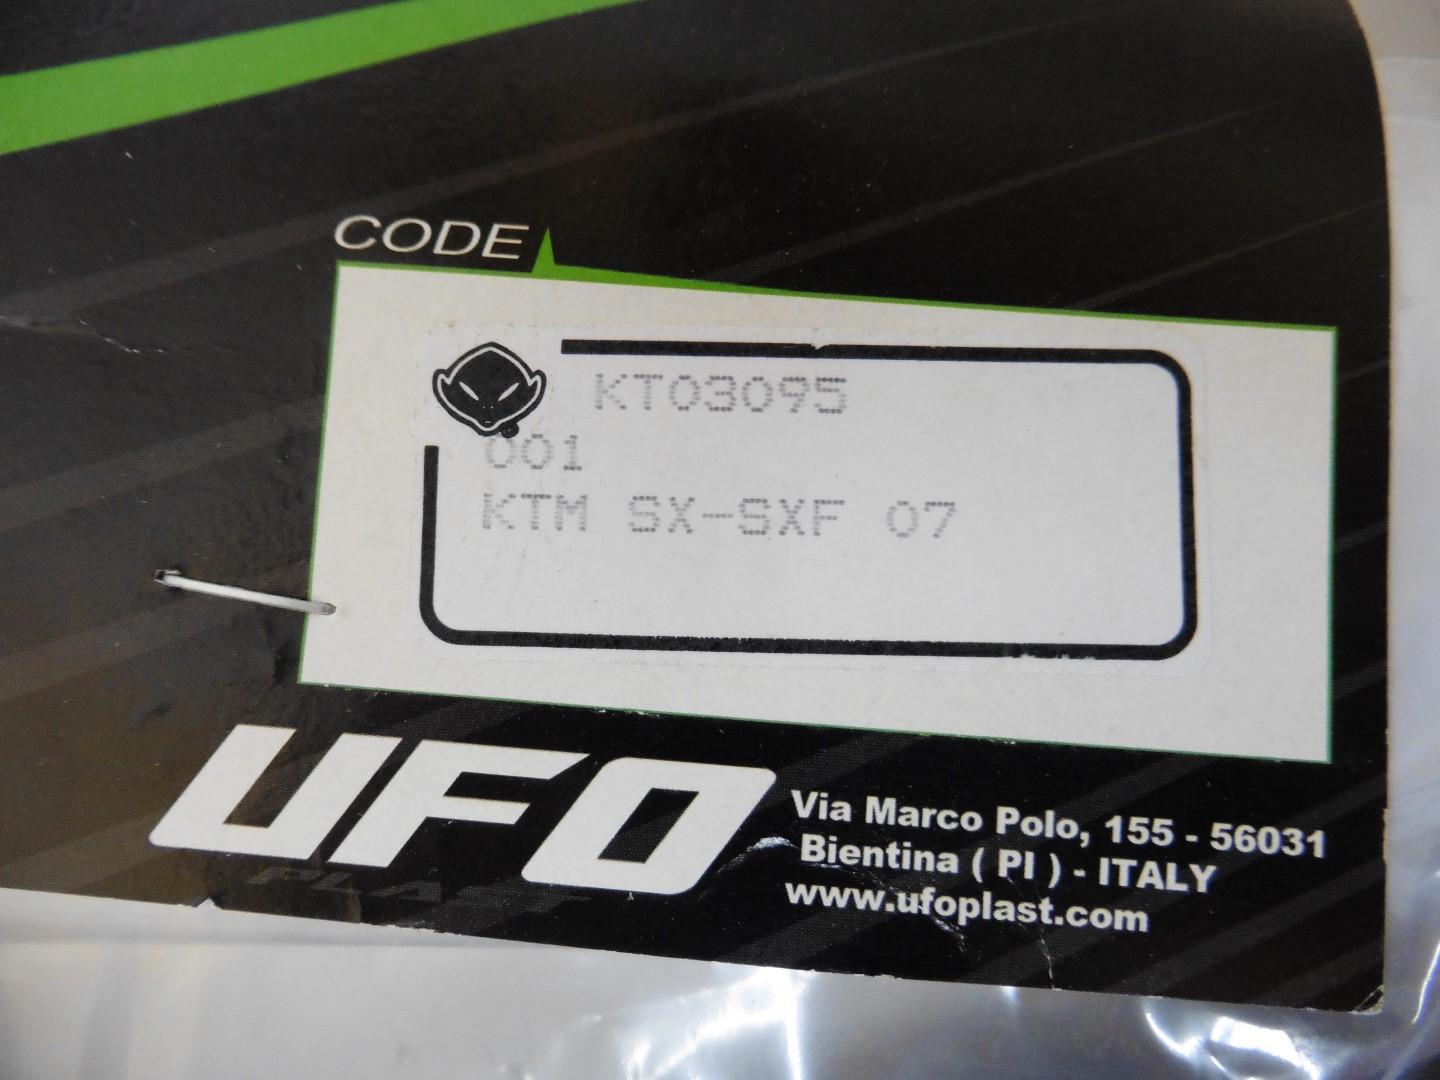 CODE
KT03095
001
KTM SX-SXF 07
UFO
PLA
Via Marco Polo, 155 - 56031
Bientina ( PI ) - ITALY
www.ufoplast.com